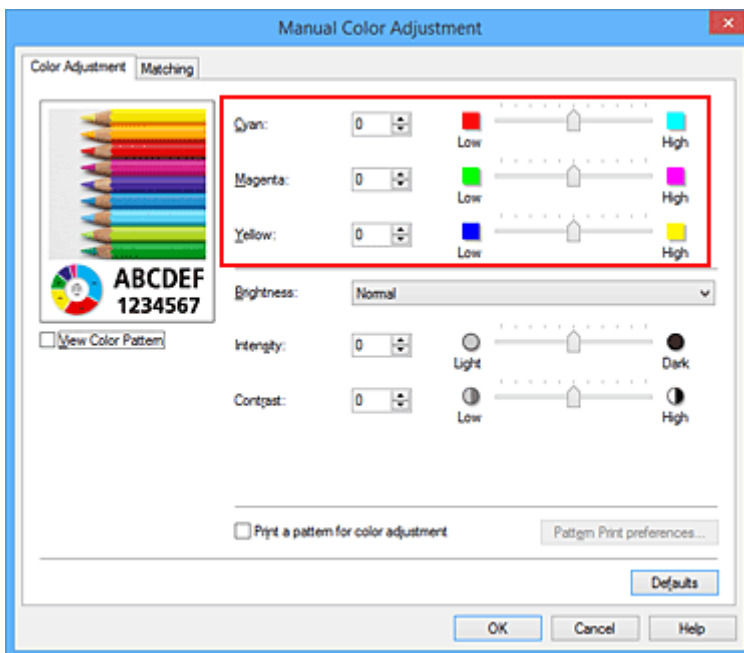 Manual Color Adjustment
Color Adjustment Matching
Cyan: 0 Low High
Magenta: 0 Low High
Yellow: 0 Low High
ABCDEF
1234567
View Color Pattern
Brightness: Normal
Intensity: 0 Light Dark
Contrast: 0 Low High
Print a pattern for color adjustment Pattern Print preferences...
Defaults
OK Cancel Help